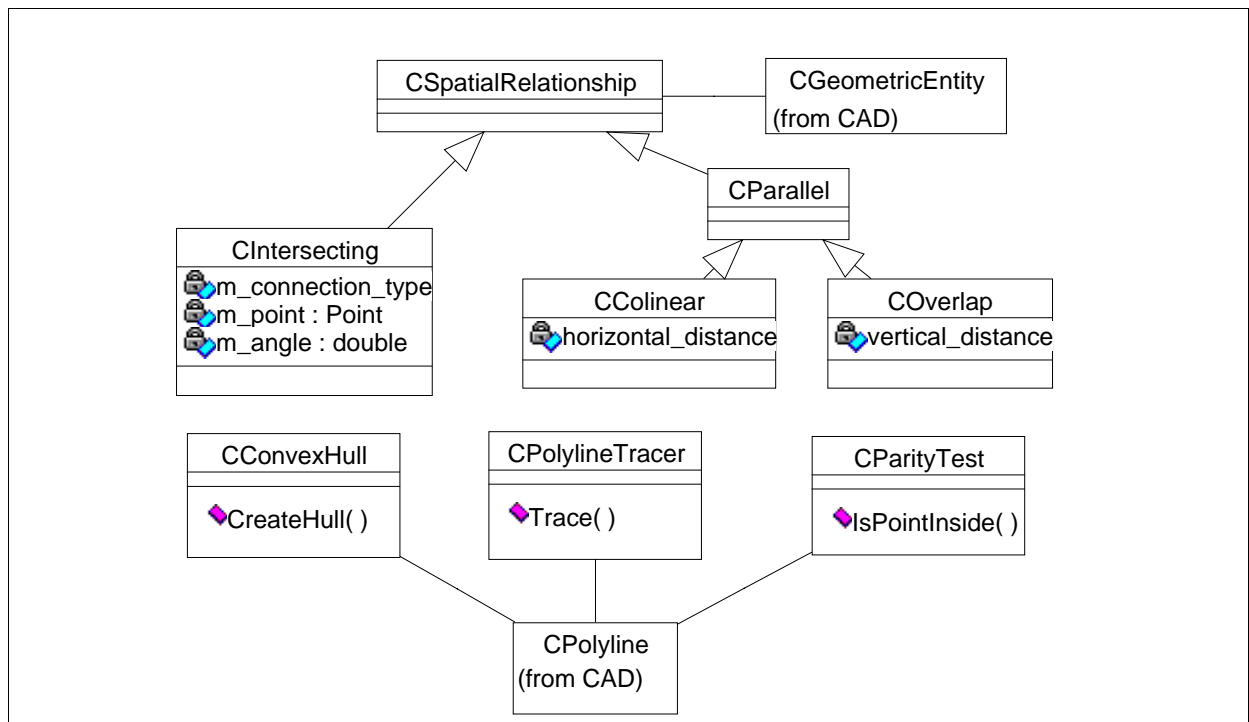 CSpatialRelationship
CGeometricEntity
(from CAD)
CParallel
CIntersecting
m_connection_type
m_point : Point
m_angle : double
CColinear
horizontal_distance
COverlap
vertical_distance
CConvexHull
CreateHull( )
CPolylineTracer
Trace( )
CParityTest
IsPointInside( )
CPolyline
(from CAD)